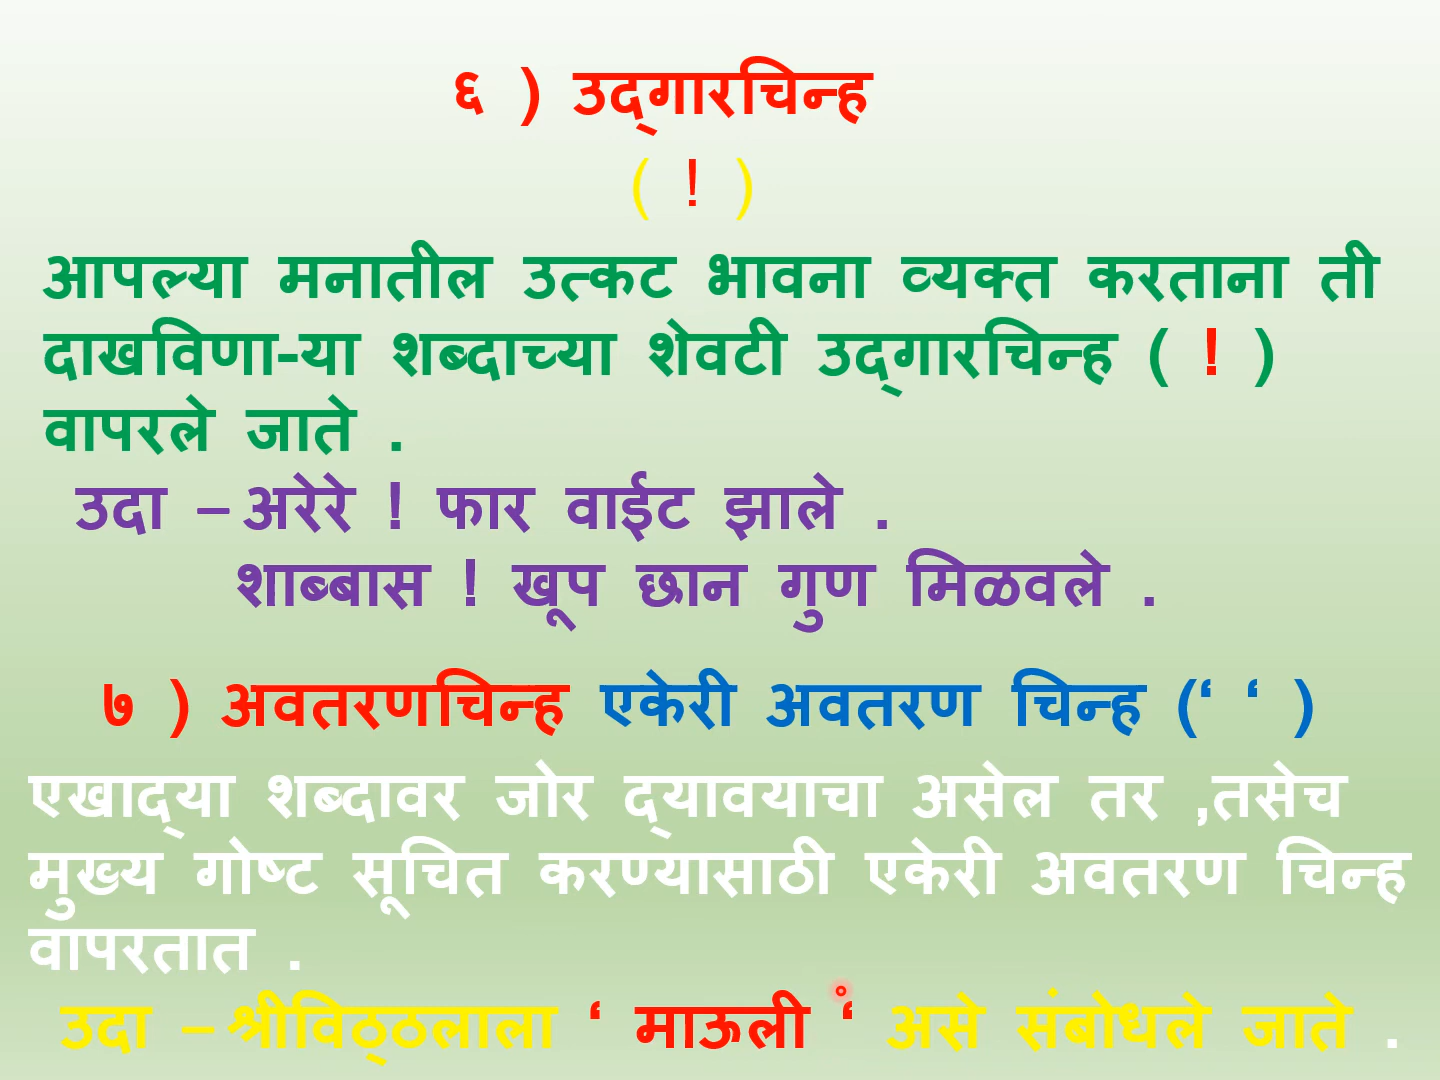 ६ ) उद्‌गारचिन्ह
( ! )
आपल्या मनातील उत्कट भावना व्यक्त करताना ती
दाखविणा-या शब्दाच्या शेवटी उद्‌गारचिन्ह ( ! )
वापरले जाते .
उदा – अरेरे ! फार वाईट झाले .
शाब्बास ! खूप छान गुण मिळवले .
७ ) अवतरणचिन्ह एकेरी अवतरण चिन्ह (‘ ‘ )
एखाद्‌या शब्दावर जोर द्‌यावयाचा असेल तर ,तसेच
मुख्य गोष्ट सूचित करण्यासाठी एकेरी अवतरण चिन्ह
वापरतात .
उदा – श्रीविठ्ठलाला ‘ माऊली ‘ असे संबोधले जाते .